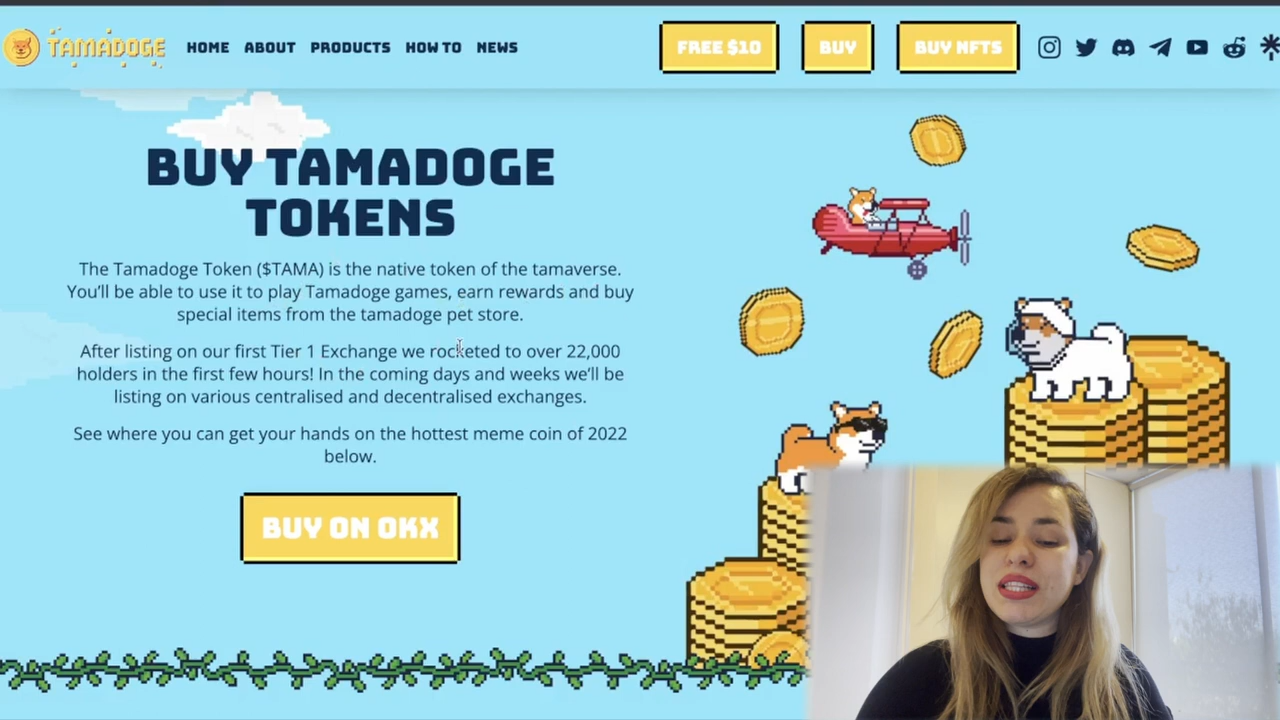 TAMADOGE HOME ABOUT PRODUCTS HOW TO NEWS FREE $10 BUY BUY NFTS
BUY TAMADOGE
TOKENS
The Tamadoge Token ($TAMA) is the native token of the tamaverse.
You'll be able to use it to play Tamadoge games, earn rewards and buy
special items from the tamadoge pet store.
After listing on our first Tier 1 Exchange we rocketed to over 22,000
holders in the first few hours! In the coming days and weeks we'll be
listing on various centralised and decentralised exchanges.
See where you can get your hands on the hottest meme coin of 2022
below.
BUY ON OKX